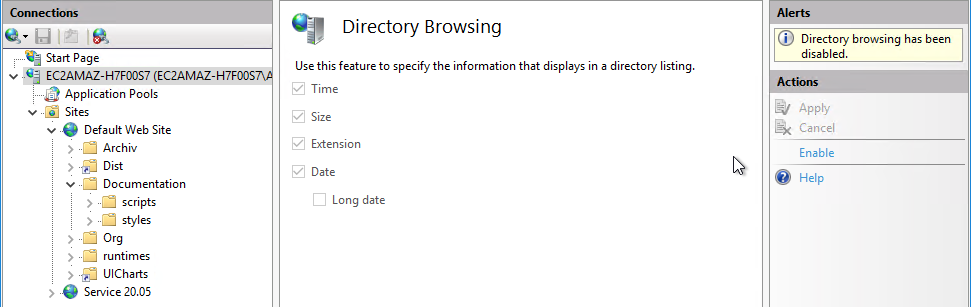 Connections
Start Page
EC2AMAZ-H7F00S7 (EC2AMAZ-H7F00S7\A
Application Pools
Sites
Default Web Site
Archiv
Dist
Documentation
scripts
styles
Org
runtimes
UICharts
Service 20.05
Directory Browsing
Use this feature to specify the information that displays in a directory listing.
Time
Size
Extension
Date
Long date
Alerts
Directory browsing has been
disabled.
Actions
Apply
Cancel
Enable
Help